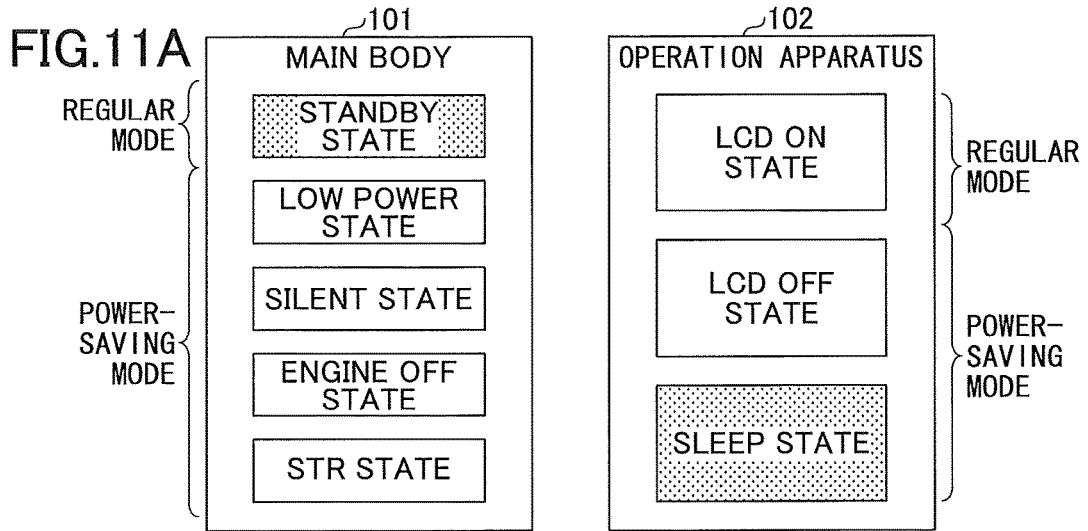 FIG.11A
101
MAIN BODY
REGULAR
MODE
STANDBY
STATE
LOW POWER
STATE
SILENT STATE
POWER-
SAVING
MODE
ENGINE OFF
STATE
STR STATE
102
OPERATION APPARATUS
LCD ON
STATE
REGULAR
MODE
LCD OFF
STATE
POWER-
SAVING
MODE
SLEEP STATE